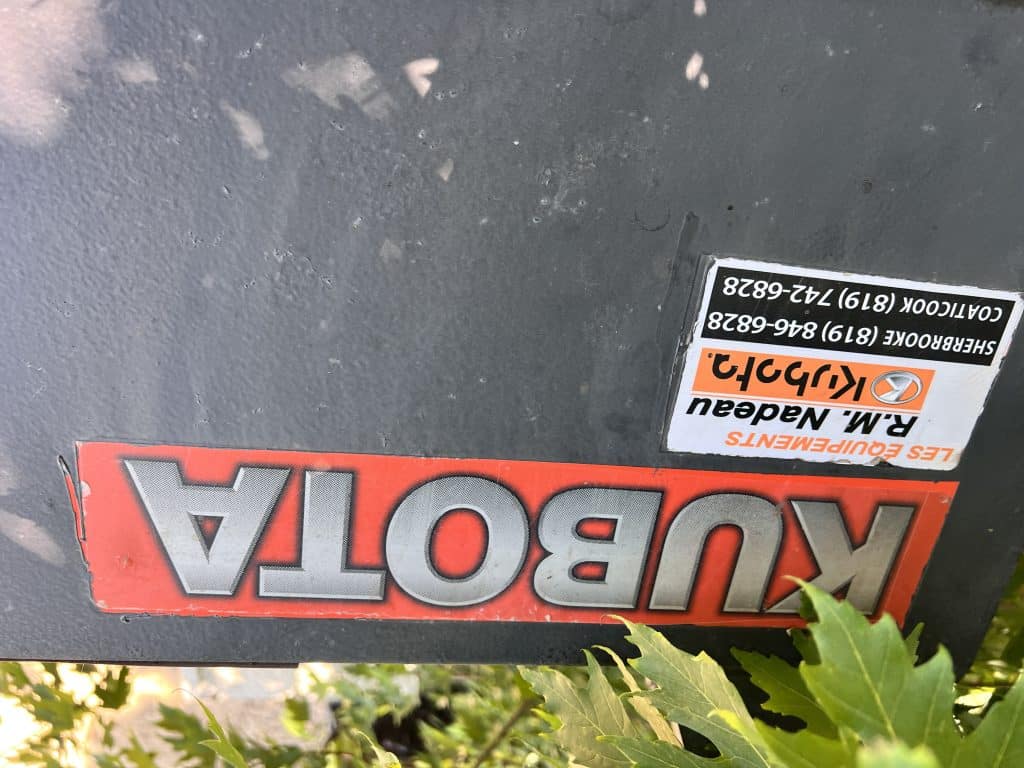 KUBOTA
LES ÉQUIPEMENTS
R.M. Nadeau
Kubota
SHERBROOKE (819) 846-6828
COATICOOK (819) 742-6828